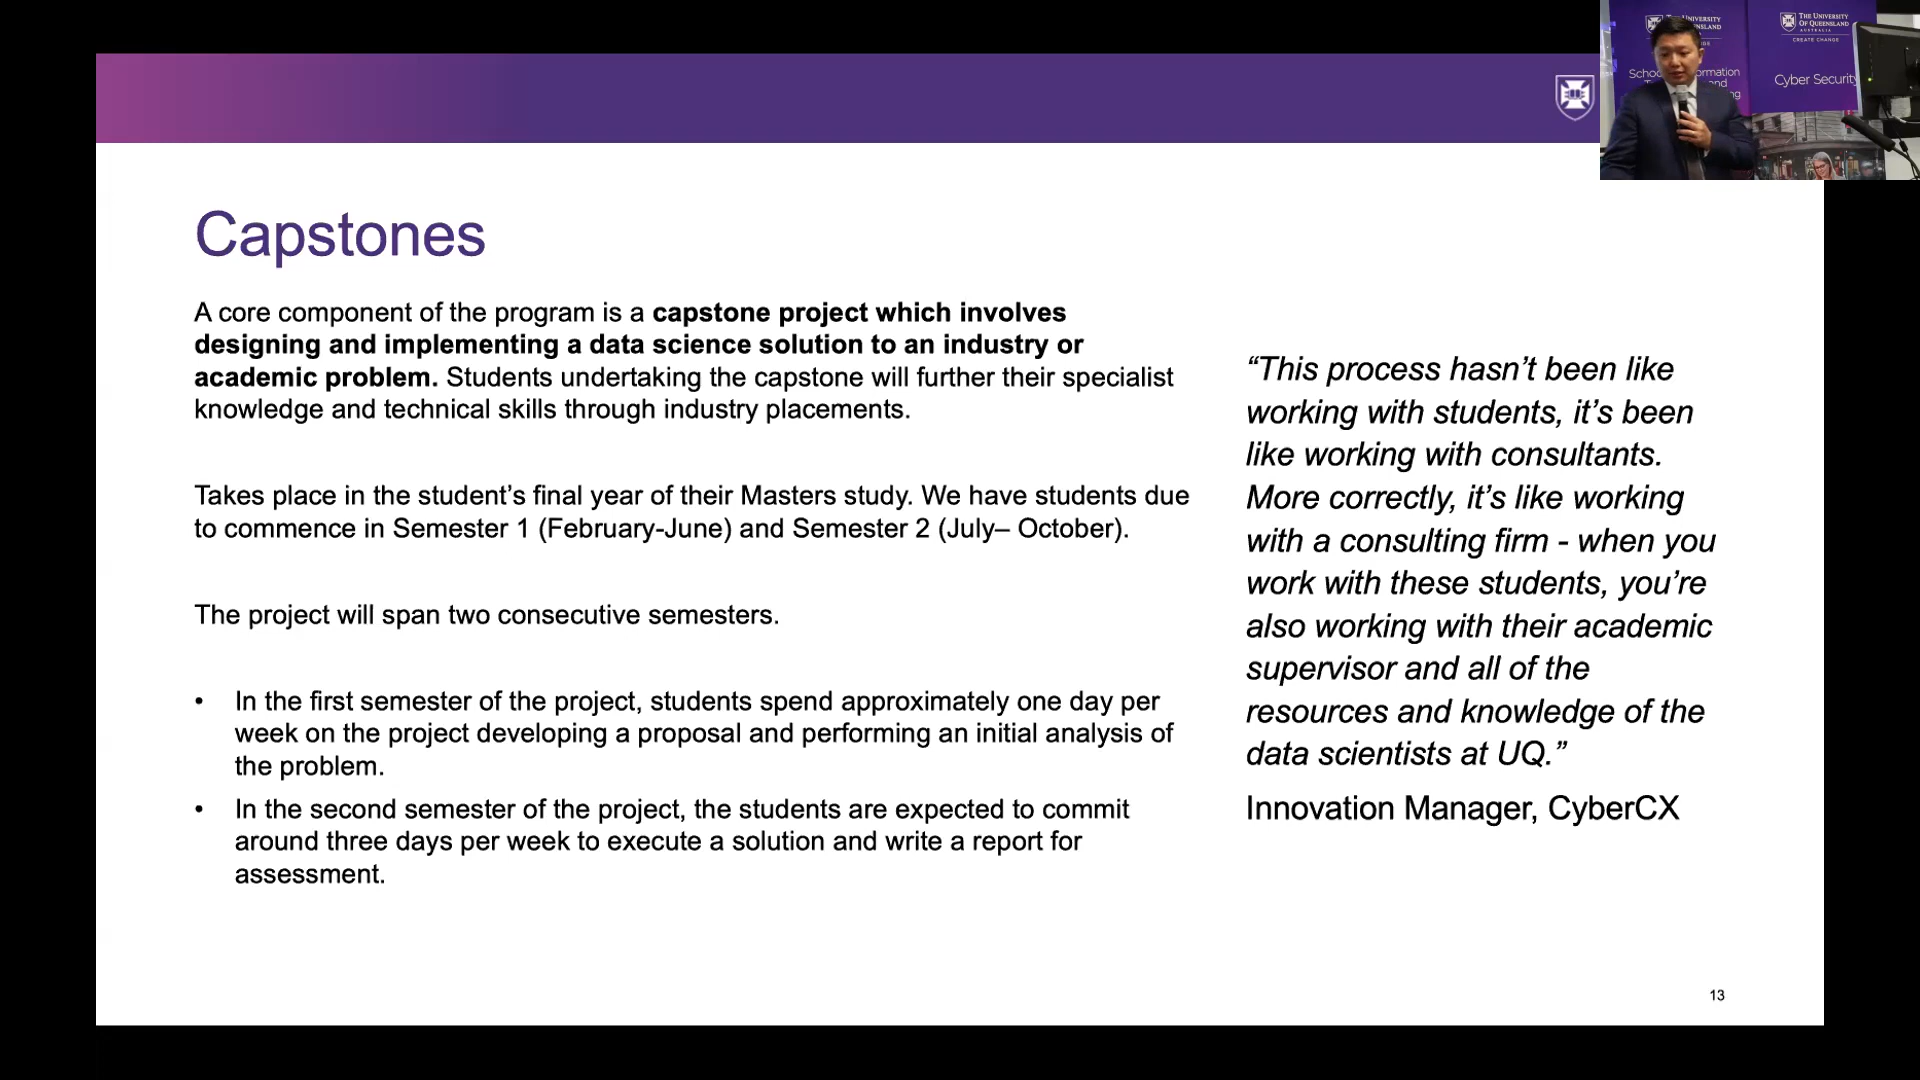 Capstones
A core component of the program is a capstone project which involves
designing and implementing a data science solution to an industry or
academic problem. Students undertaking the capstone will further their specialist
knowledge and technical skills through industry placements.
Takes place in the student’s final year of their Masters study. We have students due
to commence in Semester 1 (February-June) and Semester 2 (July– October).
The project will span two consecutive semesters.
• In the first semester of the project, students spend approximately one day per
week on the project developing a proposal and performing an initial analysis of
the problem.
• In the second semester of the project, the students are expected to commit
around three days per week to execute a solution and write a report for
assessment.
“This process hasn’t been like
working with students, it’s been
like working with consultants.
More correctly, it’s like working
with a consulting firm - when you
work with these students, you’re
also working with their academic
supervisor and all of the
resources and knowledge of the
data scientists at UQ.”
Innovation Manager, CyberCX
13
THE UNIVERSITY
OF QUEENSLAND
AUSTRALIA
CREATE CHANGE
Cyber Security